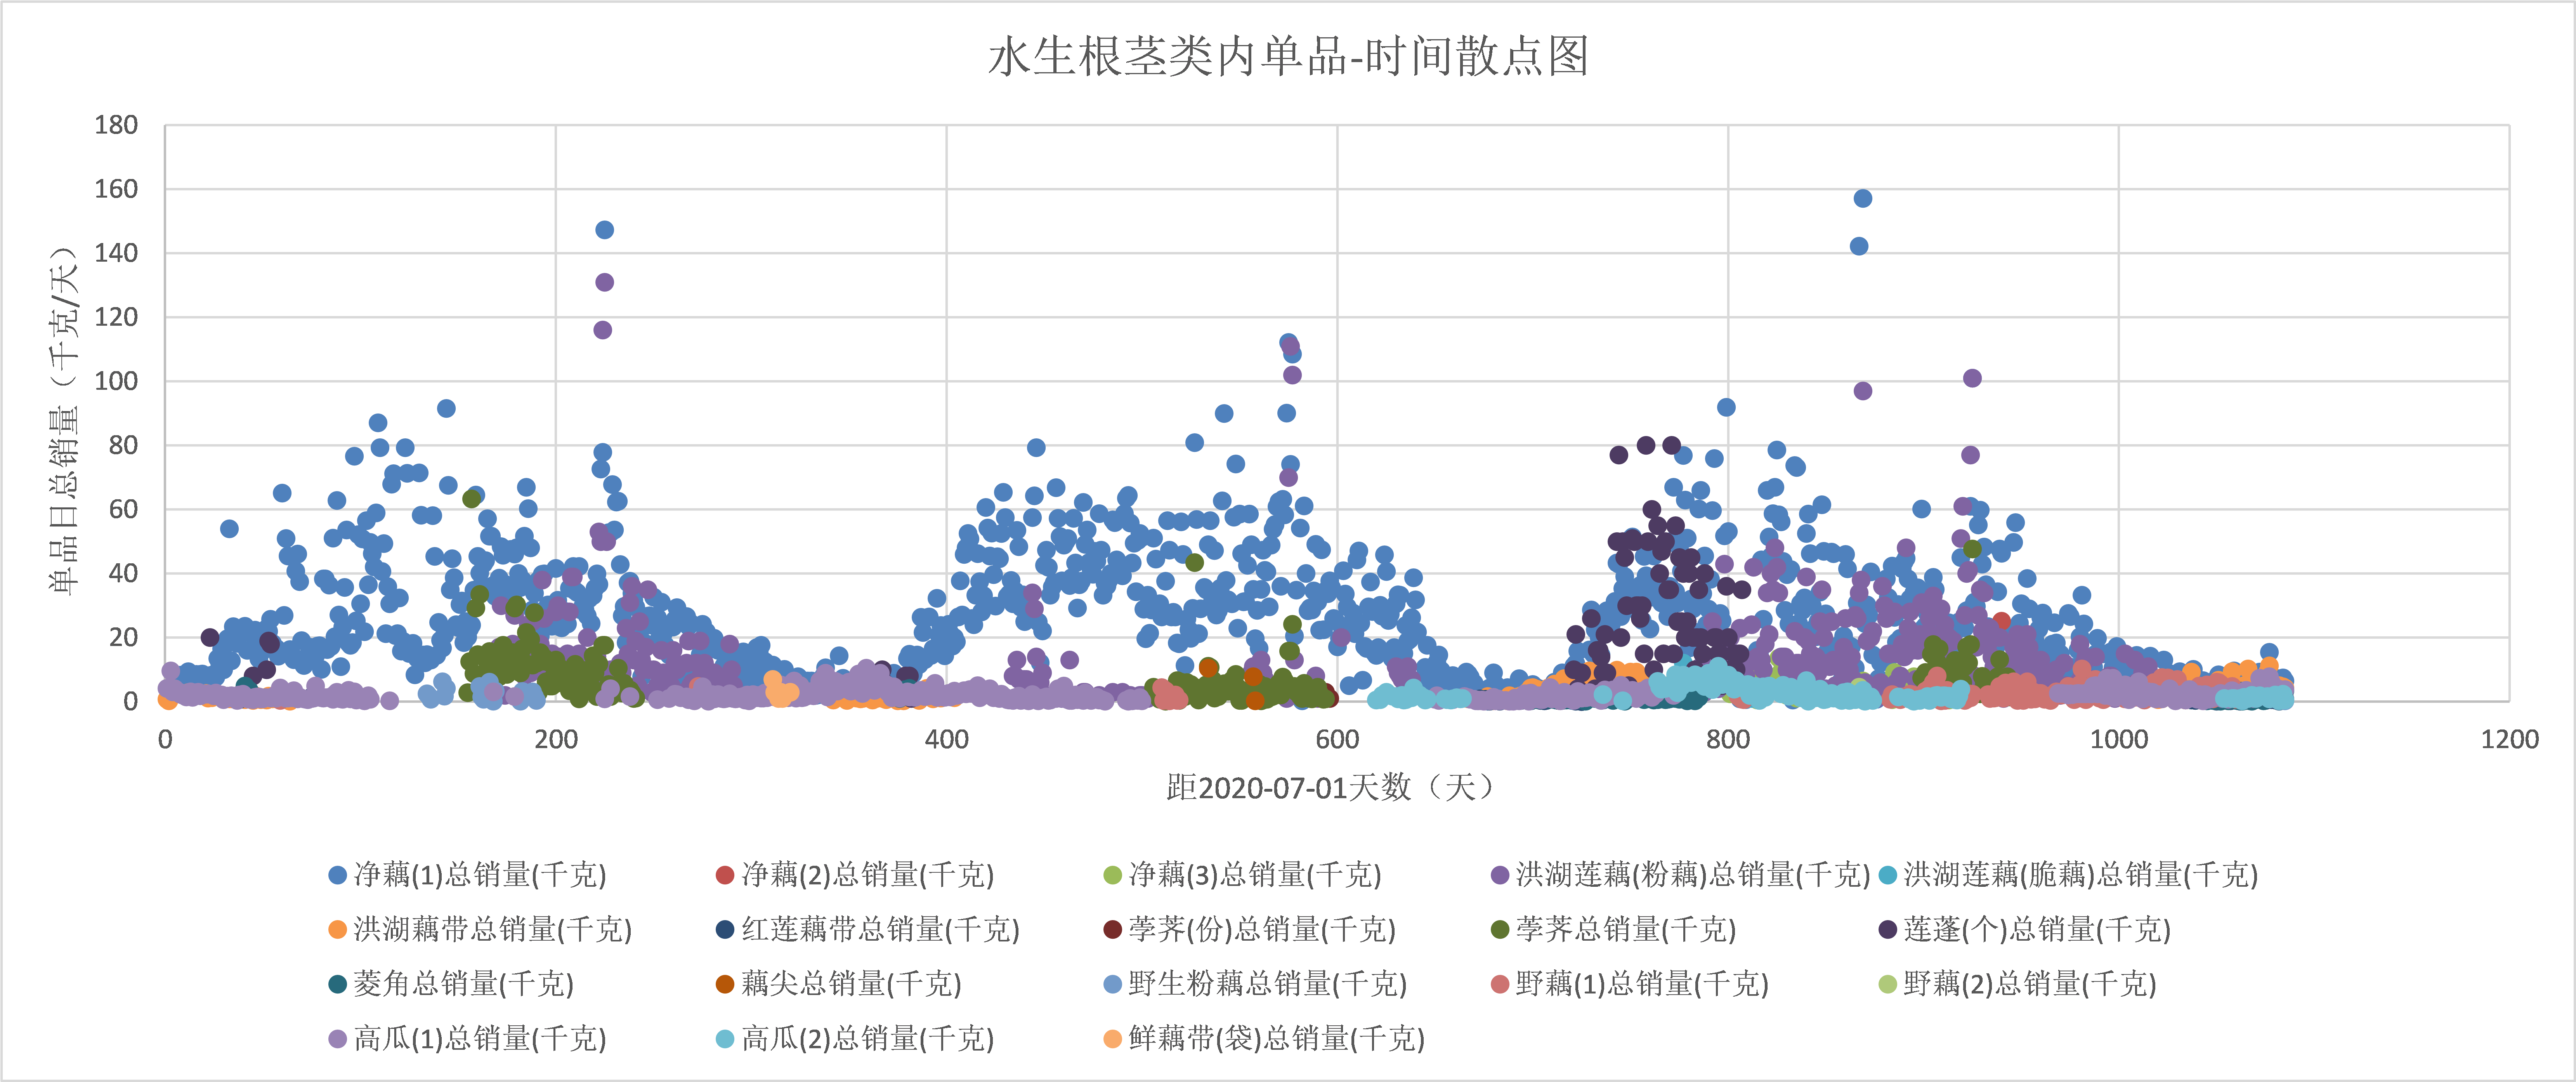 水生根茎类内单品-时间散点图
单品日总销量（千克/天）
180
160
140
120
100
80
60
40
20
0
0 200 400 600 800 1000 1200
距2020-07-01天数（天）
净藕(1)总销量(千克) 净藕(2)总销量(千克) 净藕(3)总销量(千克) 洪湖莲藕(粉藕)总销量(千克) 洪湖莲藕(脆藕)总销量(千克)
洪湖藕带总销量(千克) 红莲藕带总销量(千克) 荸荠(份)总销量(千克) 荸荠总销量(千克) 莲蓬(个)总销量(千克)
菱角总销量(千克) 藕尖总销量(千克) 野生粉藕总销量(千克) 野藕(1)总销量(千克) 野藕(2)总销量(千克)
高瓜(1)总销量(千克) 高瓜(2)总销量(千克) 鲜藕带(袋)总销量(千克)